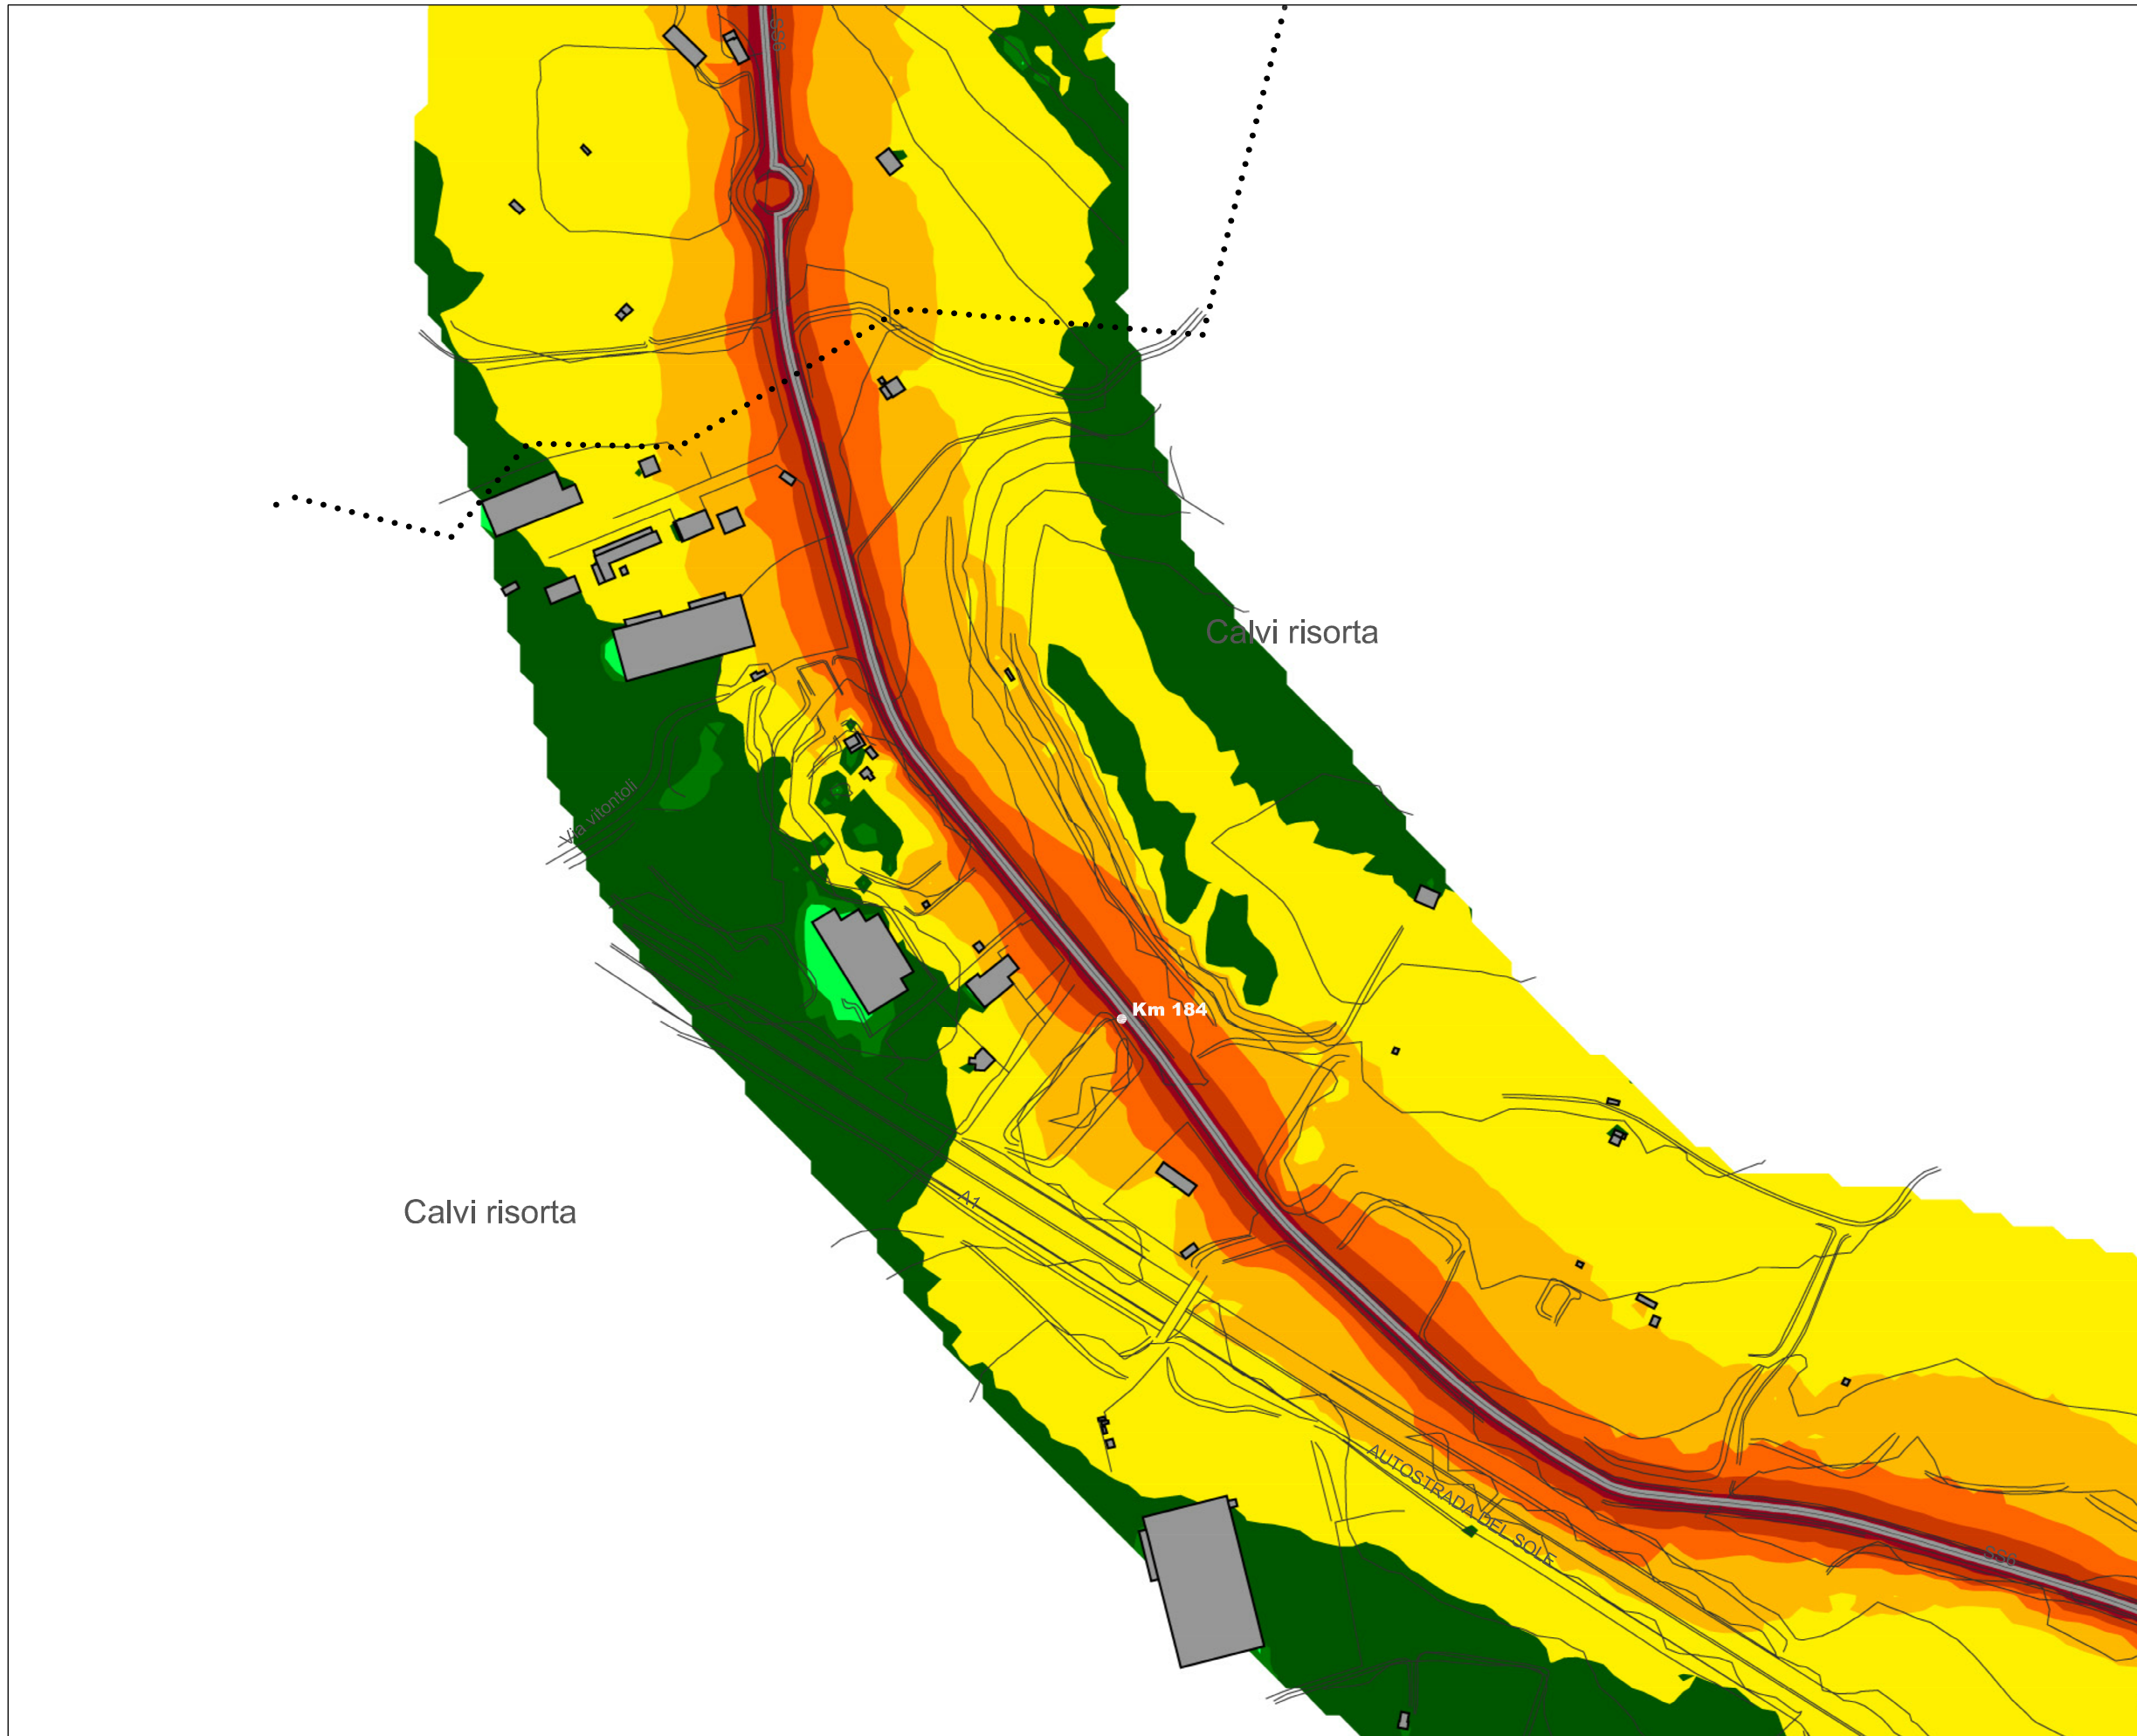 SS6
Calvi risorta
Via vitontoli
Km 184
Calvi risorta
A1
AUTOSTRADA DEL SOLE
SS6